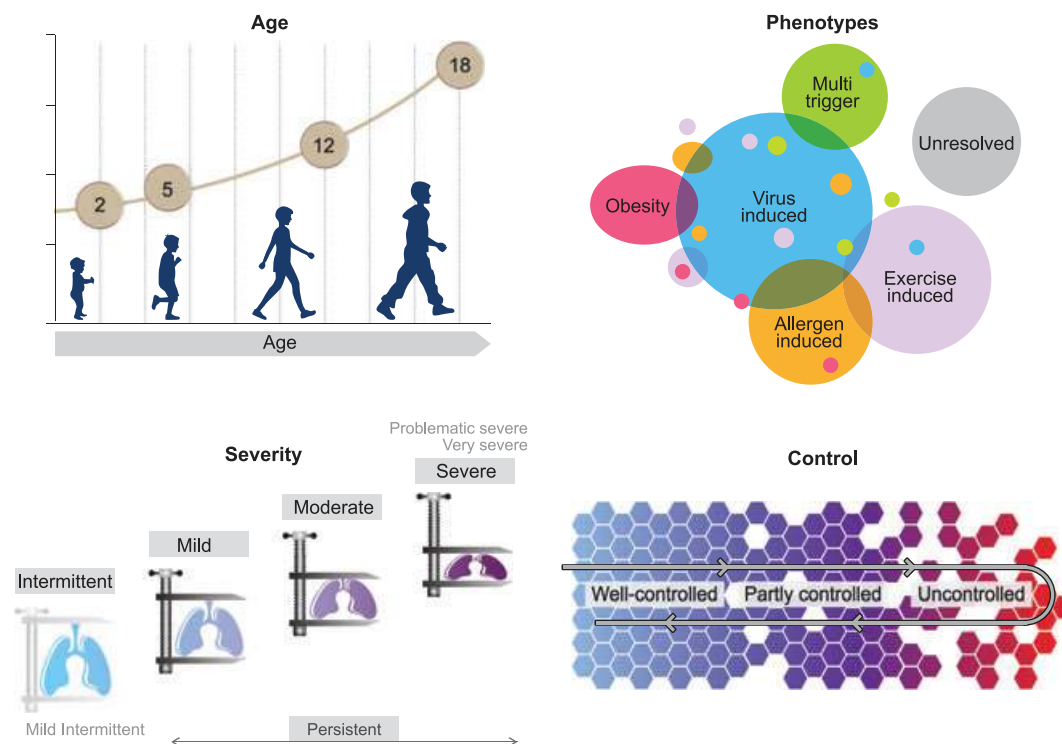 Age
2
5
12
18
Age
Phenotypes
Multi
trigger
Unresolved
Obesity
Virus
induced
Exercise
induced
Allergen
induced
Severity
Problematic severe
Very severe
Severe
Moderate
Mild
Intermittent
Mild Intermittent
Persistent
Control
Well-controlled
Partly controlled
Uncontrolled